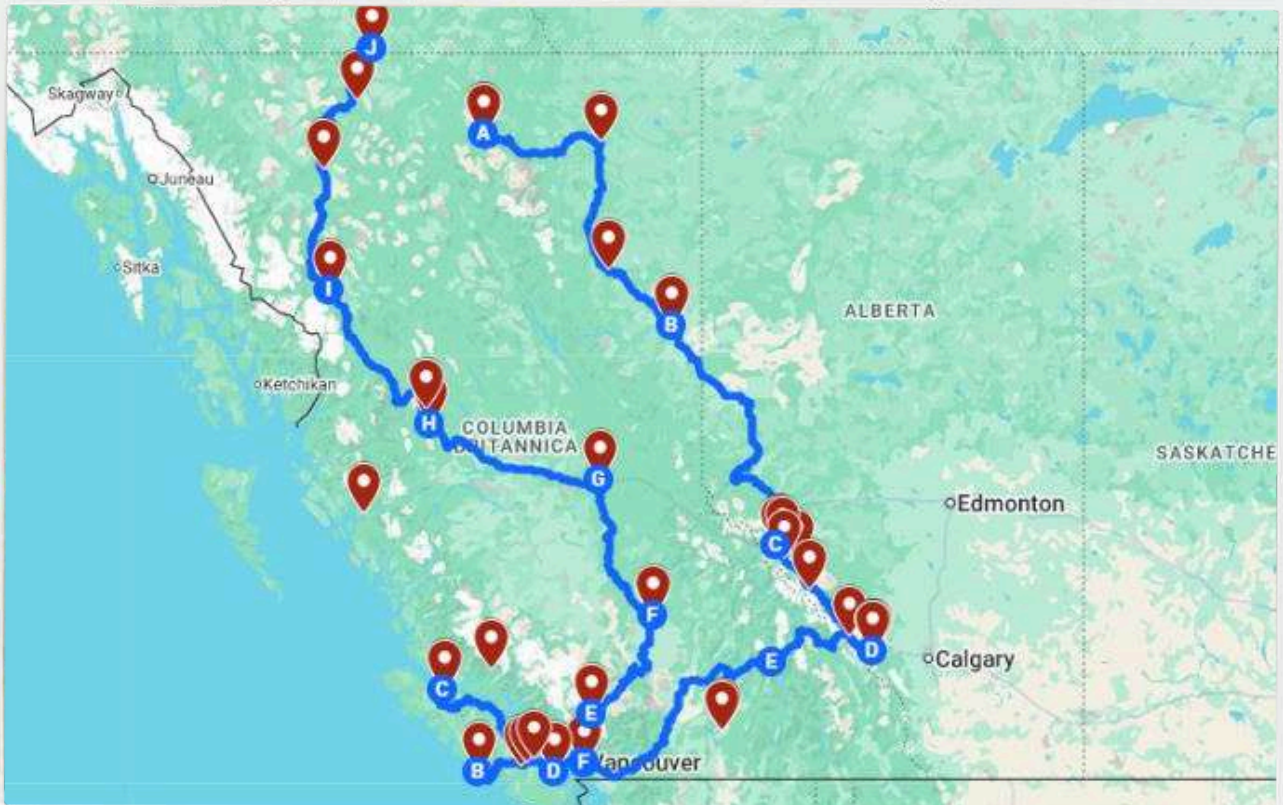 J
Skagway
A
Juneau
Sitka
I
B
ALBERTA
Ketchikan
H
COLUMBIA
BRITANNICA
SASKATCHE
G
Edmonton
C
F
D
E
Calgary
C
E
B
D
F
Vancouver